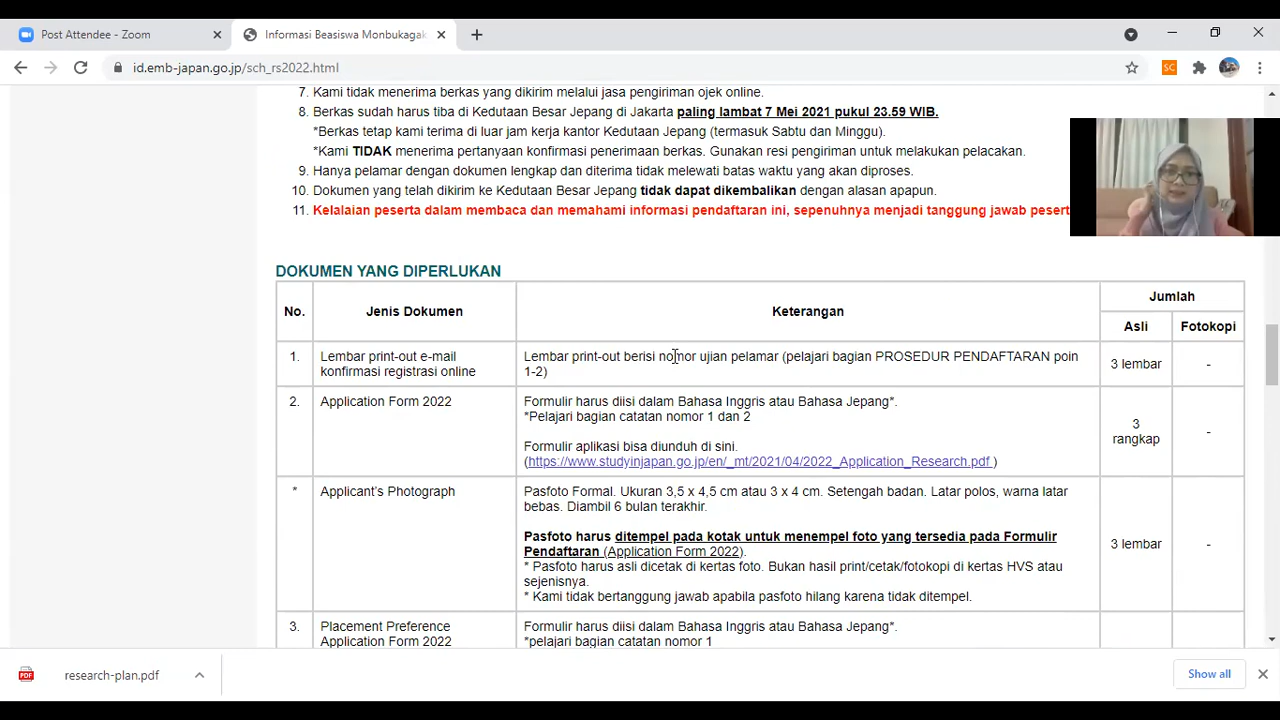 Post Attendee - Zoom
Informasi Beasiswa Monbukagak
id.emb-japan.go.jp/sch_rs2022.html
SC
7. Kami tidak menerima berkas yang dikirim melalui jasa pengiriman ojek online.
8. Berkas sudah harus tiba di Kedutaan Besar Jepang di Jakarta paling lambat 7 Mei 2021 pukul 23.59 WIB.
*Berkas tetap kami terima di luar jam kerja kantor Kedutaan Jepang (termasuk Sabtu dan Minggu).
*Kami TIDAK menerima pertanyaan konfirmasi penerimaan berkas. Gunakan resi pengiriman untuk melakukan pelacakan.
9. Hanya pelamar dengan dokumen lengkap dan diterima tidak melewati batas waktu yang akan diproses.
10. Dokumen yang telah dikirim ke Kedutaan Besar Jepang tidak dapat dikembalikan dengan alasan apapun.
11. Kelalaian peserta dalam membaca dan memahami informasi pendaftaran ini, sepenuhnya menjadi tanggung jawab pesert
DOKUMEN YANG DIPERLUKAN
No. Jenis Dokumen Keterangan Jumlah
Asli Fotokopi
1. Lembar print-out e-mail konfirmasi registrasi online
Lembar print-out berisi nomor ujian pelamar (pelajari bagian PROSEDUR PENDAFTARAN poin
1-2)
3 lembar -
2. Application Form 2022
Formulir harus diisi dalam Bahasa Inggris atau Bahasa Jepang*.
*Pelajari bagian catatan nomor 1 dan 2
Formulir aplikasi bisa diunduh di sini.
(https://www.studyinjapan.go.jp/en/_mt/2021/04/2022_Application_Research.pdf )
3
rangkap
-
* Applicant's Photograph
Pasfoto Formal. Ukuran 3,5 x 4,5 cm atau 3 x 4 cm. Setengah badan. Latar polos, warna latar
bebas. Diambil 6 bulan terakhir.
Pasfoto harus ditempel pada kotak untuk menempel foto yang tersedia pada Formulir
Pendaftaran (Application Form 2022).
* Pasfoto harus asli dicetak di kertas foto. Bukan hasil print/cetak/fotokopi di kertas HVS atau
sejenisnya.
* Kami tidak bertanggung jawab apabila pasfoto hilang karena tidak ditempel.
3 lembar -
3. Placement Preference
Application Form 2022
Formulir harus diisi dalam Bahasa Inggris atau Bahasa Jepang*.
*pelajari bagian catatan nomor 1
PDF
research-plan.pdf
Show all